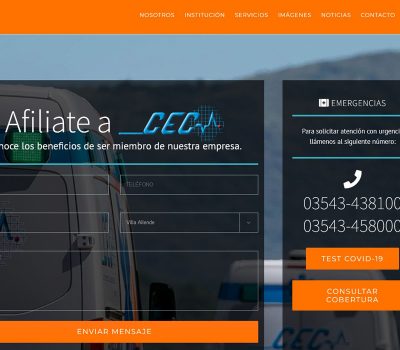 NOSOTROS INSTITUCIÓN SERVICIOS IMÁGENES NOTICIAS CONTACTO
Afiliate a CEC
noce los beneficios de ser miembro de nuestra empresa.
TELÉFONO
Villa Allende
ENVIAR MENSAJE
EMERGENCIAS
Para solicitar atención con urgenci
llámenos al siguiente número:
03543-438100
03543-458000
TEST COVID-19
CONSULTAR
COBERTURA
CEC